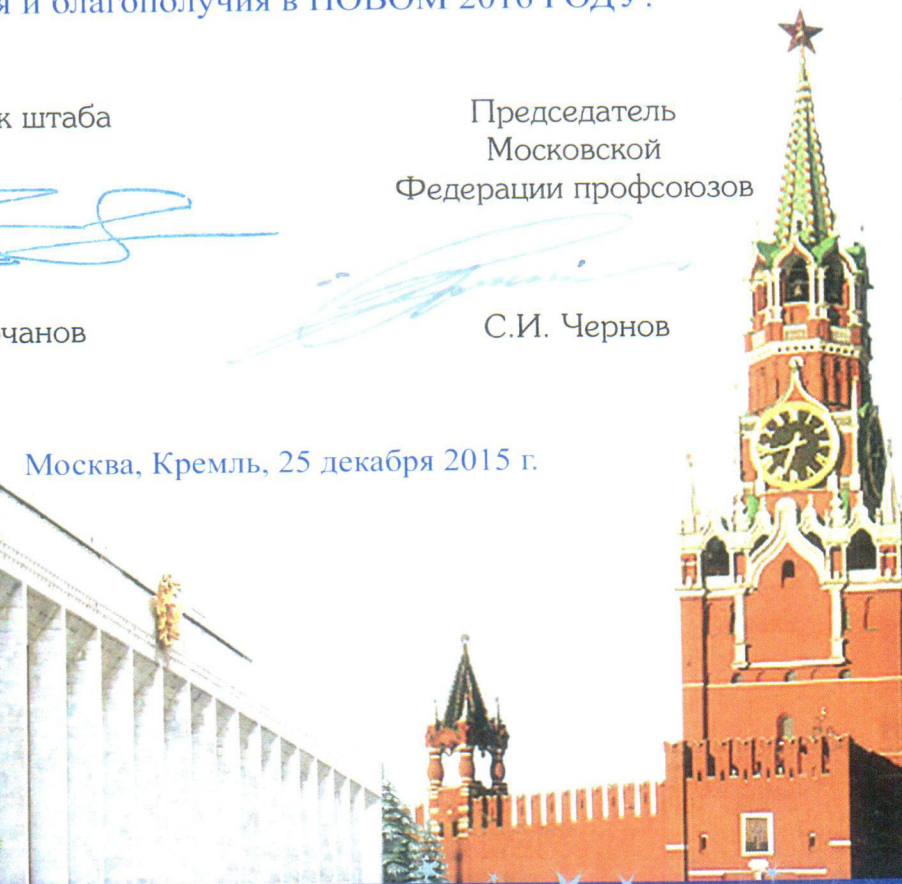 я и благополучия в НОВОМ 2016 ГОДУ!
к штаба
Председатель
Московской
Федерации профсоюзов
чанов
С.И. Чернов
Москва, Кремль, 25 декабря 2015 г.